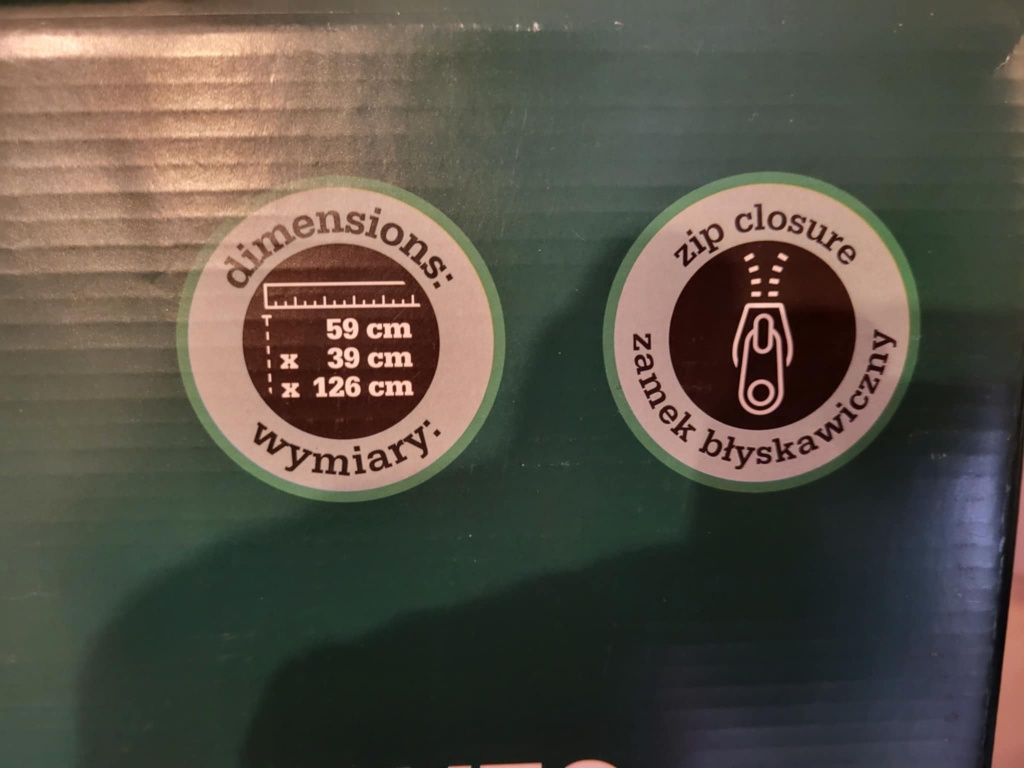 dimensions:
59 cm
x 39 cm
x 126 cm
wymiary:
zip closure
zamek błyskawiczny